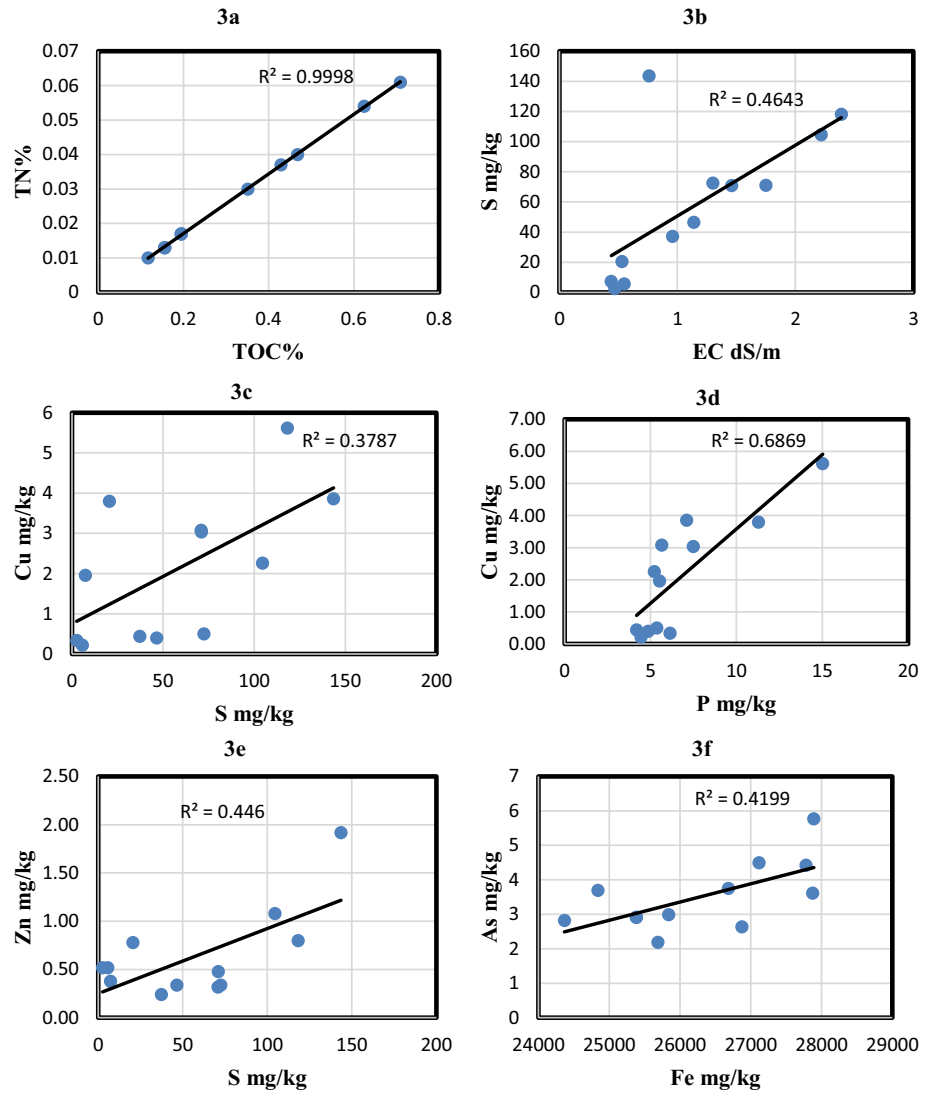 3a
R² = 0.9998
0.07
0.06
0.05
0.04
0.03
0.02
0.01
0
TN%
0 0.2 0.4 0.6 0.8
TOC%
3b
R² = 0.4643
160
140
120
100
80
60
40
20
0
S mg/kg
0 1 2 3
EC dS/m
3c
R² = 0.3787
6
5
4
3
2
1
0
Cu mg/kg
0 50 100 150 200
S mg/kg
3d
R² = 0.6869
7.00
6.00
5.00
4.00
3.00
2.00
1.00
0.00
Cu mg/kg
0 5 10 15 20
P mg/kg
3e
R² = 0.446
2.50
2.00
1.50
1.00
0.50
0.00
Zn mg/kg
0 50 100 150 200
S mg/kg
3f
R² = 0.4199
7
6
5
4
3
2
1
0
As mg/kg
24000 25000 26000 27000 28000 29000
Fe mg/kg